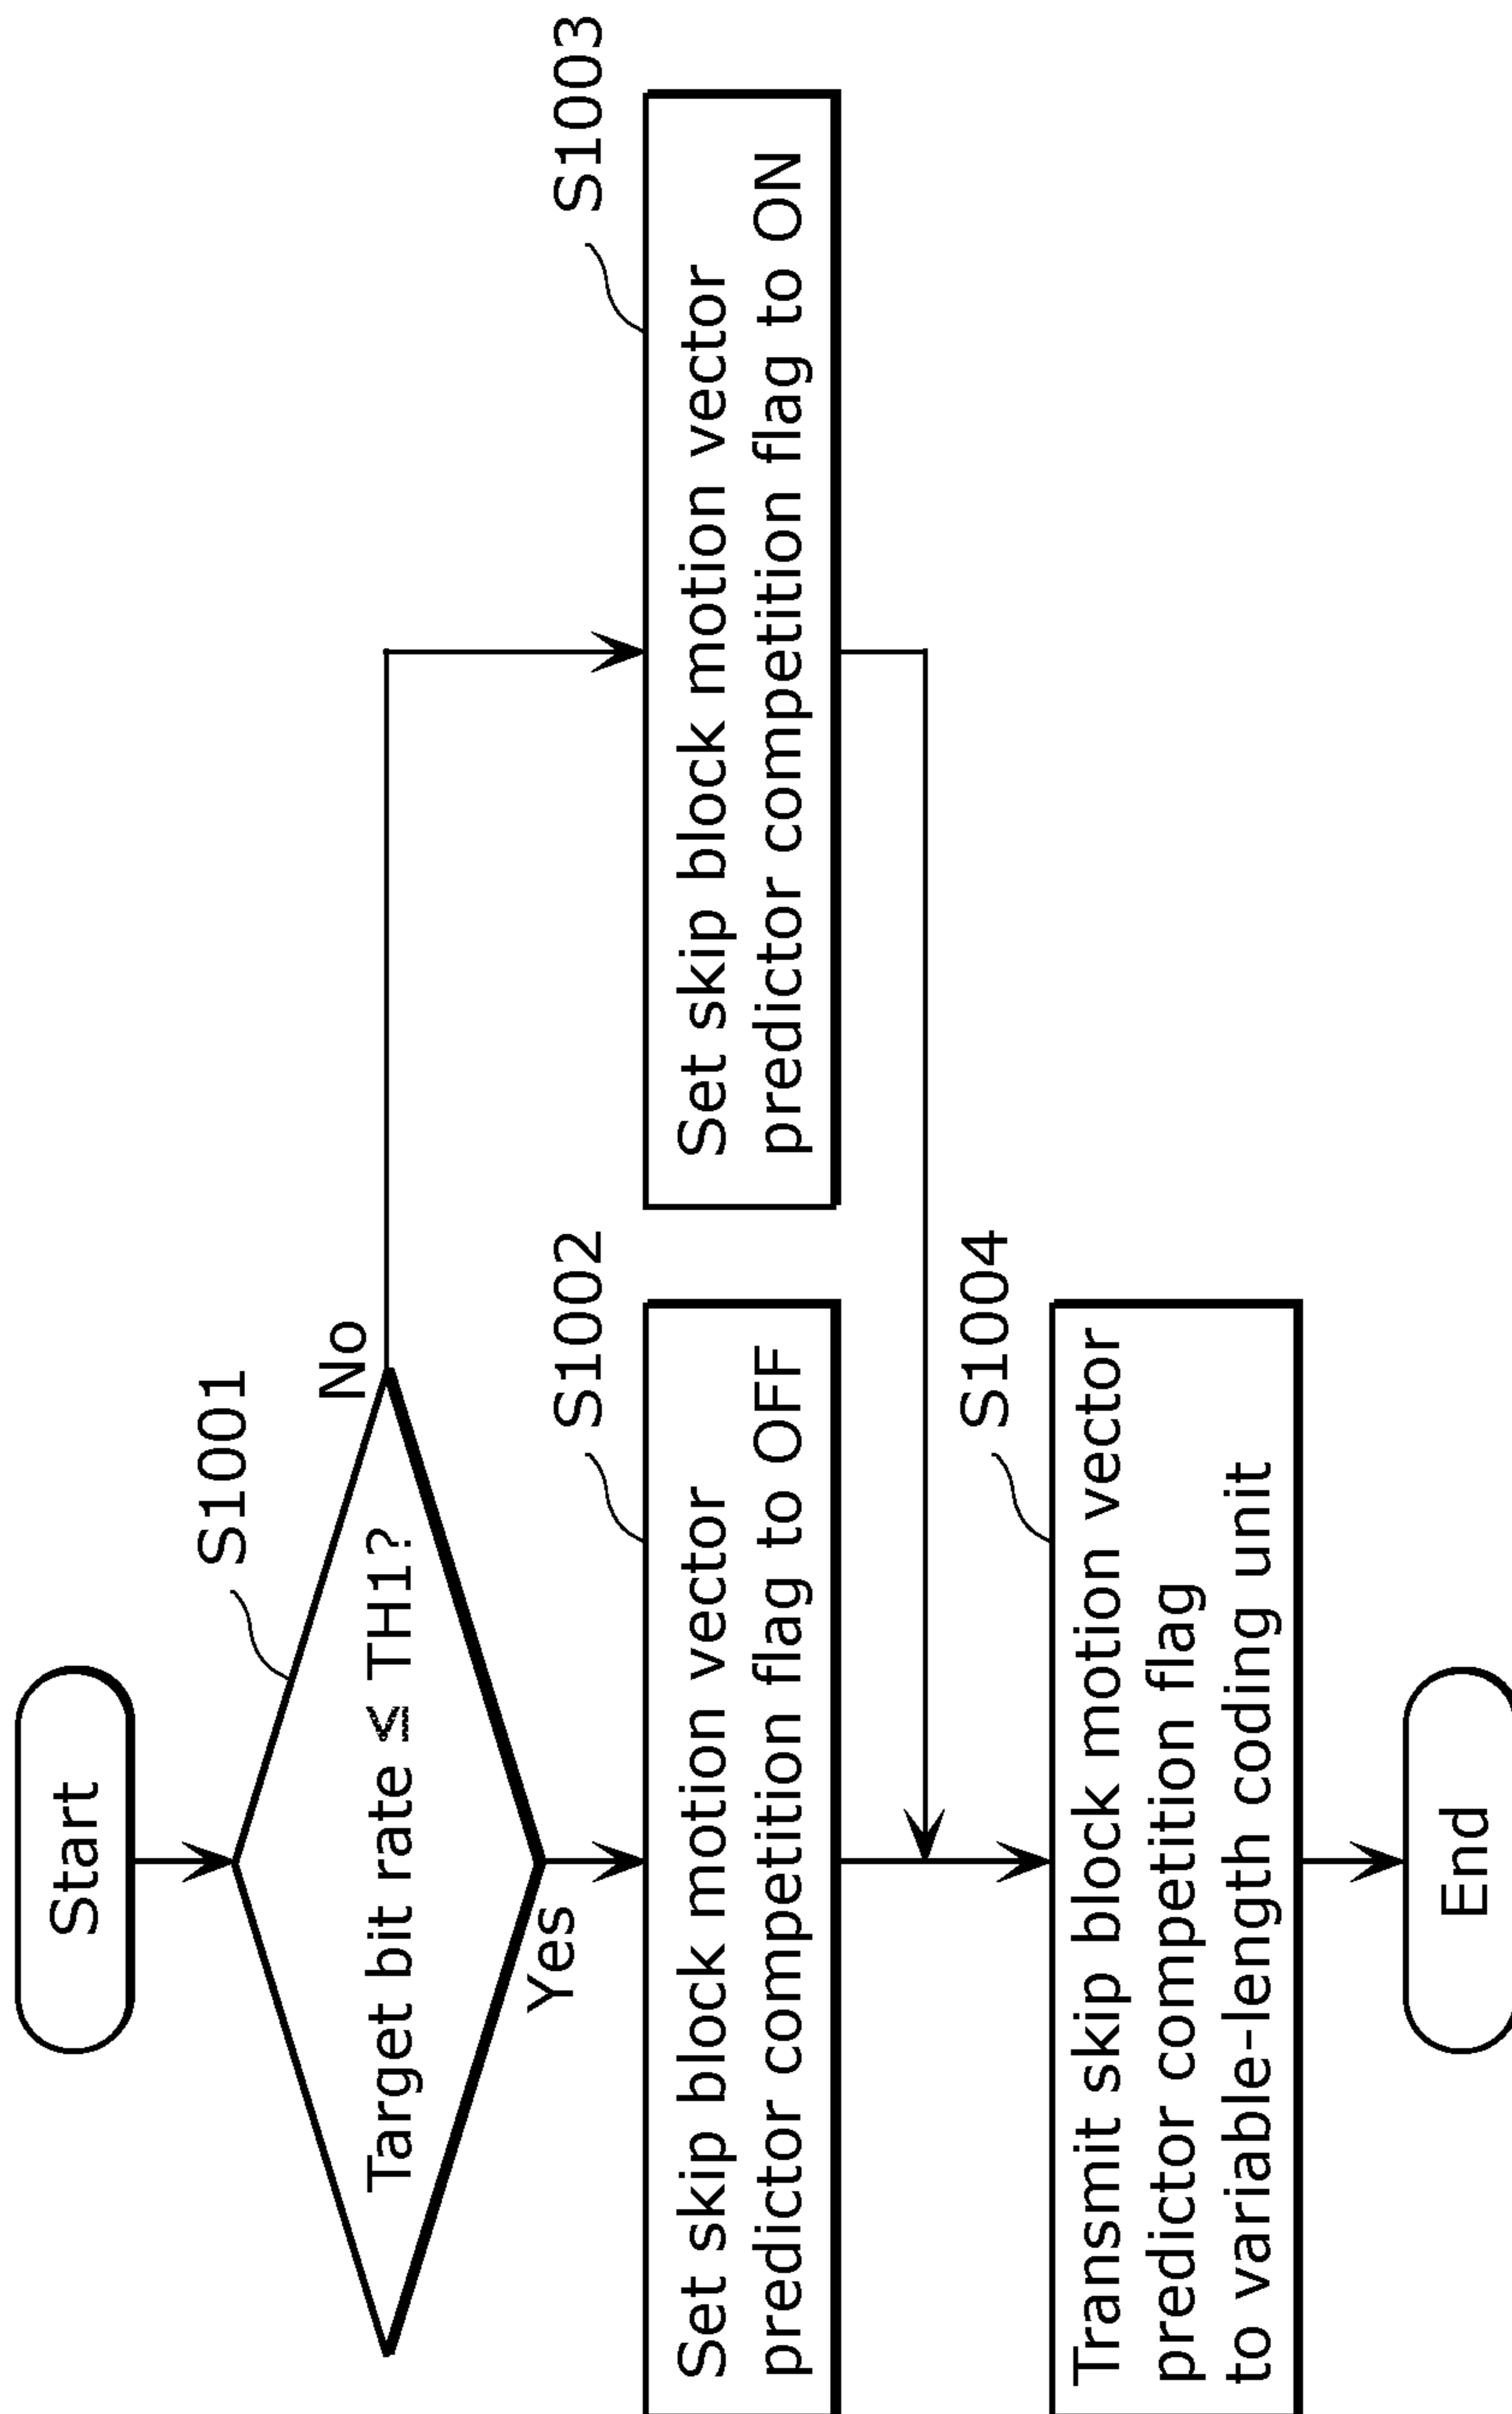 Start
S1001
Target bit rate ≤ TH1?
No
Yes
S1002
Set skip block motion vector
predictor competition flag to OFF
S1003
Set skip block motion vector
predictor competition flag to ON
S1004
Transmit skip block motion vector
predictor competition flag
to variable-length coding unit
End